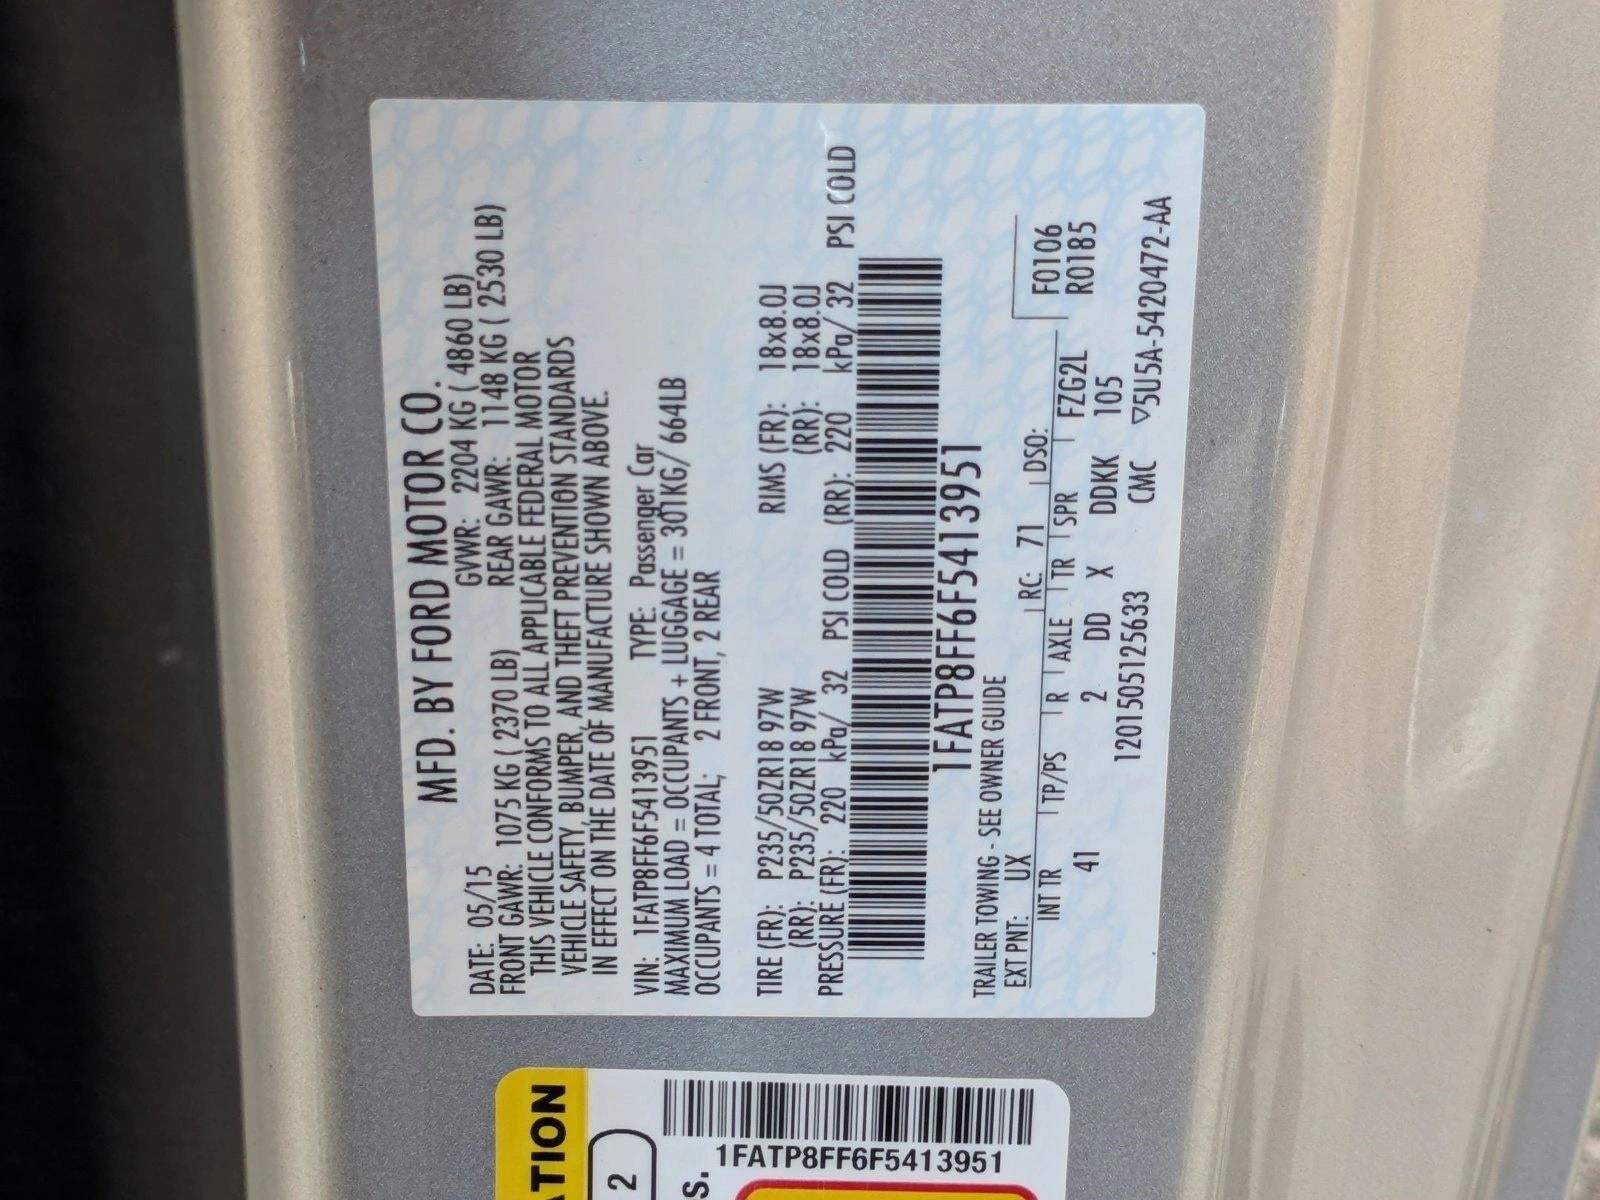 MFD. BY FORD MOTOR CO.
DATE: 05/15 GVWR: 2204 KG ( 4860 LB)
FRONT GAWR: 1075 KG ( 2370 LB) REAR GAWR: 1148 KG ( 2530 LB)
THIS VEHICLE CONFORMS TO ALL APPLICABLE FEDERAL MOTOR
VEHICLE SAFETY, BUMPER, AND THEFT PREVENTION STANDARDS
IN EFFECT ON THE DATE OF MANUFACTURE SHOWN ABOVE.
VIN: 1FATP8FF6F5413951 TYPE: Passenger Car
MAXIMUM LOAD = OCCUPANTS + LUGGAGE = 301KG/ 664LB
OCCUPANTS = 4 TOTAL; 2 FRONT, 2 REAR
TIRE (FR): P235/50ZR18 97W RIMS (FR): 18x8.0J
(RR): P235/50ZR18 97W (RR): 18x8.0J
PRESSURE (FR): 220 kPa/ 32 PSI COLD (RR): 220 kPa/ 32 PSI COLD
1FATP8FF6F5413951
TRAILER TOWING - SEE OWNER GUIDE
EXT PNT: UX RC: 71 DSO: F0106
INT TR TP/PS R AXLE TR SPR FZG2L R0185
41 2 DD X DDKK 105
12015051125633 CMC ▽5U5A-5420472-AA
ATION
2
s.
1FATP8FF6F5413951